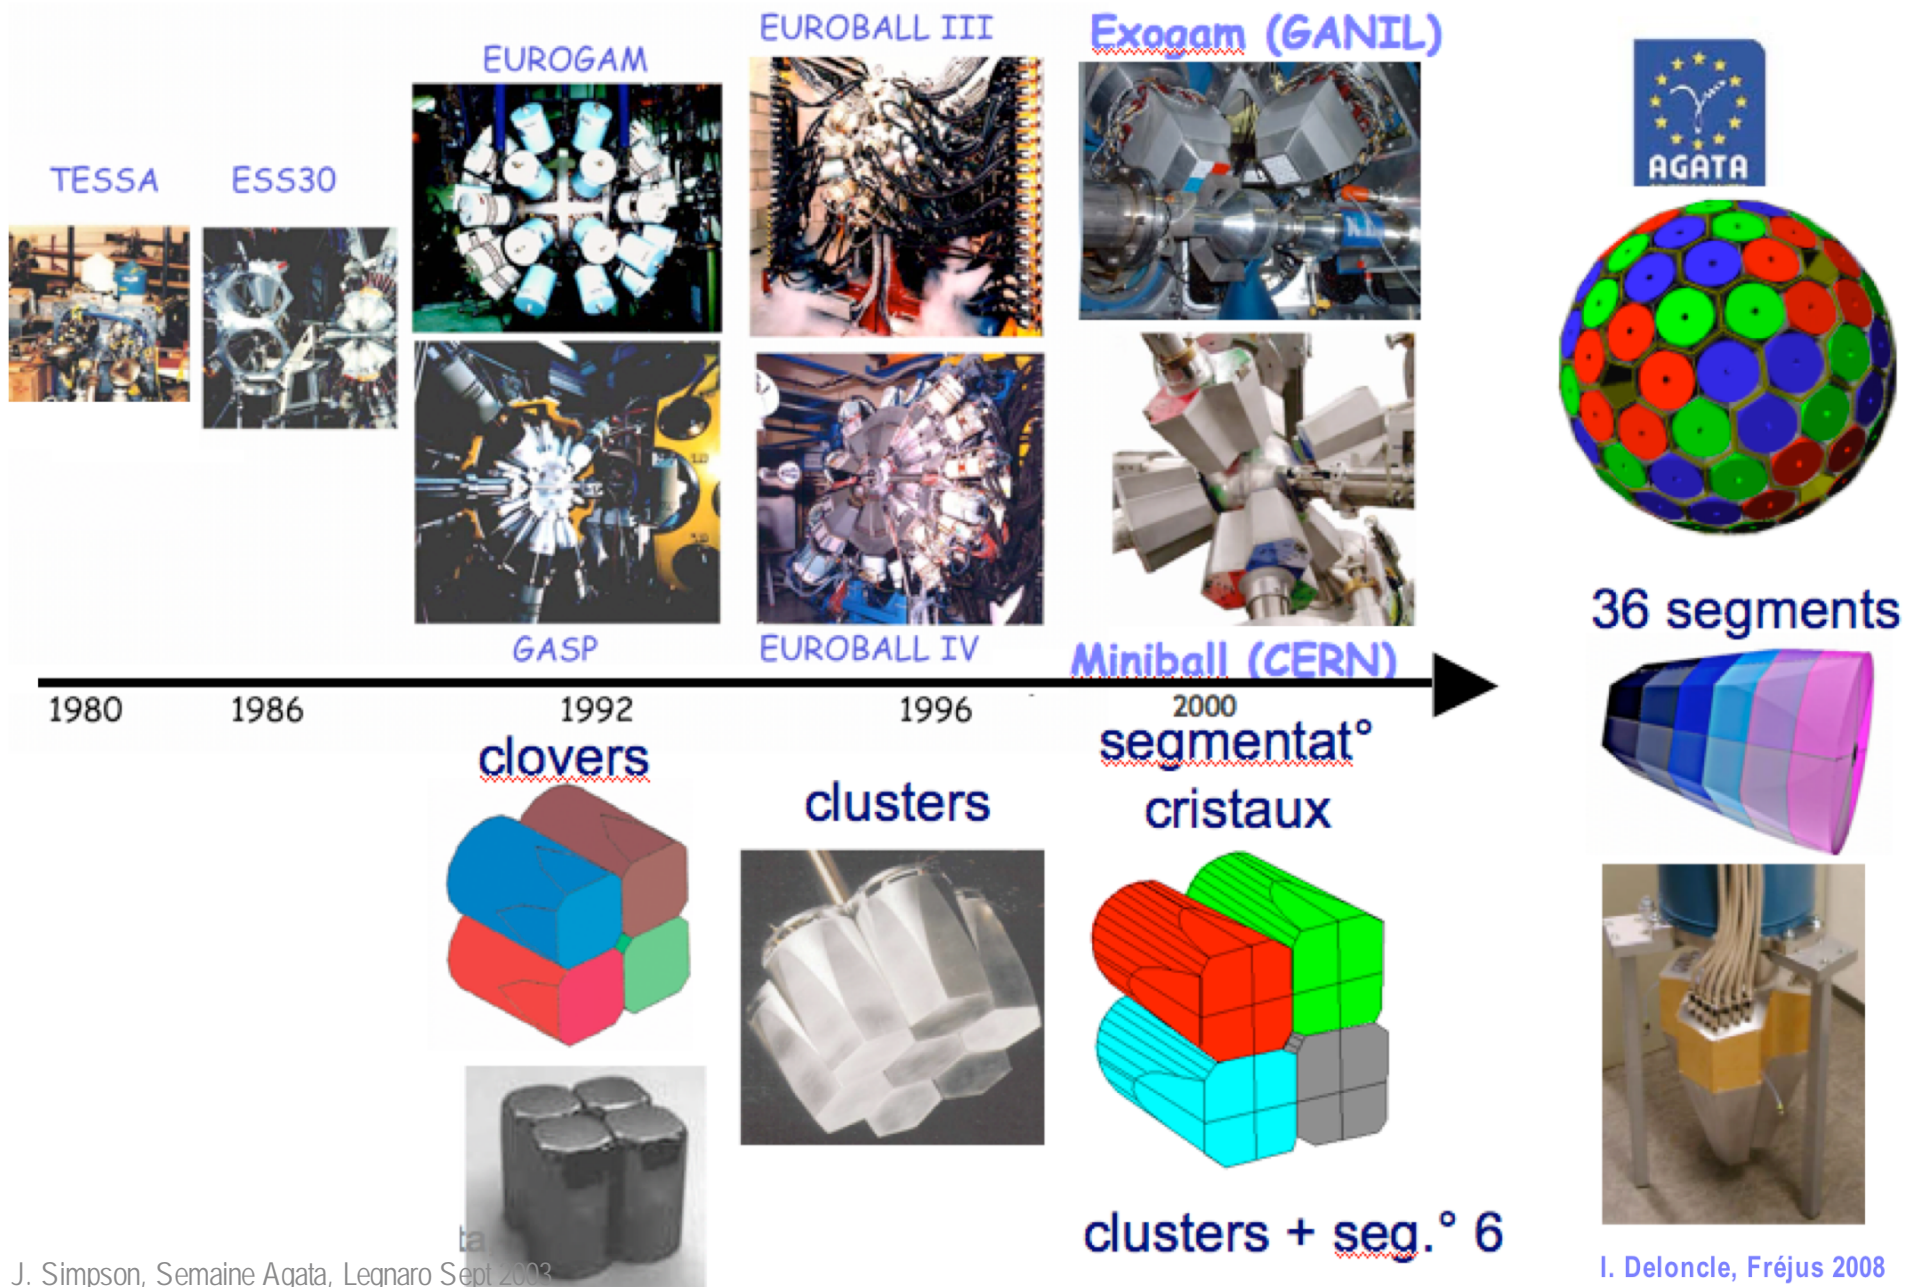 EUROBALL III
Exogam (GANIL)
EUROGAM
AGATA
TESSA
ESS30
36 segments
GASP
EUROBALL IV
Miniball (CERN)
1980
1986
1992
1996
2000
clovers
segmentat°
clusters
cristaux
clusters + seg.° 6
ta
J. Simpson, Semaine Agata, Legnaro Sept 2003
I. Deloncle, Fréjus 2008